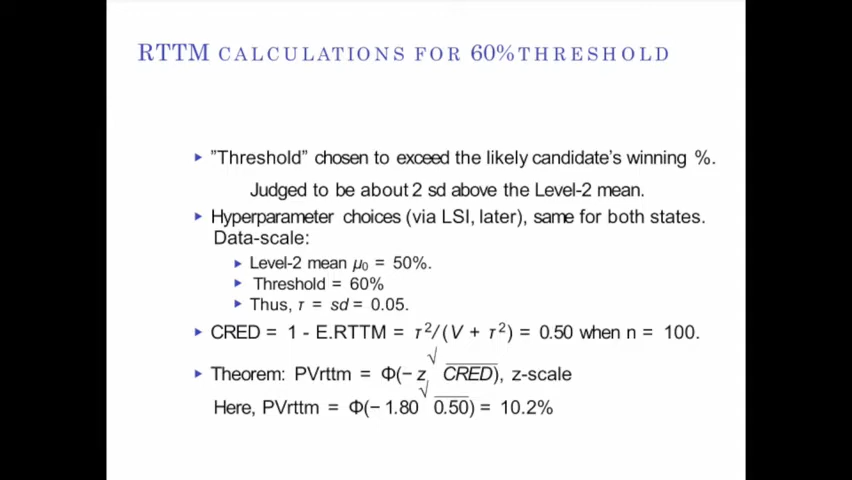 RTTM CALCULATIONS FOR 60% THRESHOLD
▶ "Threshold" chosen to exceed the likely candidate's winning %.
Judged to be about 2 sd above the Level-2 mean.
▶ Hyperparameter choices (via LSI, later), same for both states.
Data-scale:
▶ Level-2 mean μ₀ = 50%.
▶ Threshold = 60%
▶ Thus, τ = sd = 0.05.
▶ CRED = 1 - E.RTTM = τ²/(V + τ²) = 0.50 when n = 100.
▶ Theorem: PVrttm = Φ(− z√CRED), z-scale
Here, PVrttm = Φ(− 1.80√0.50) = 10.2%